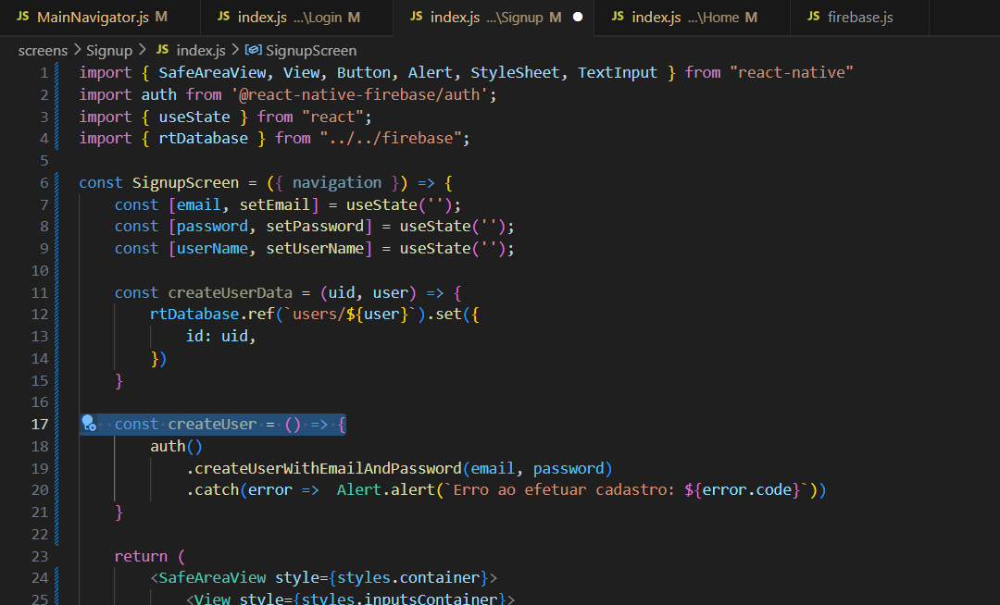 JS MainNavigator.js M JS index.js ...\Login M JS index.js ...\Signup M JS index.js ...\Home M JS firebase.js
screens > Signup > JS index.js > SignupScreen
1 import { SafeAreaView, View, Button, Alert, StyleSheet, TextInput } from "react-native"
2 import auth from '@react-native-firebase/auth';
3 import { useState } from "react";
4 import { rtDatabase } from "../../firebase";
5
6 const SignupScreen = ({ navigation }) => {
7 const [email, setEmail] = useState('');
8 const [password, setPassword] = useState('');
9 const [userName, setUserName] = useState('');
10
11 const createUserData = (uid, user) => {
12 rtDatabase.ref(`users/${user}`).set({
13 id: uid,
14 })
15 }
16
17 const createUser = () => {
18 auth()
19 .createUserWithEmailAndPassword(email, password)
20 .catch(error =>  Alert.alert(`Erro ao efetuar cadastro: ${error.code}`))
21 }
22
23 return (
24 <SafeAreaView style={styles.container}>
25 <View style={styles.inputsContainer}>